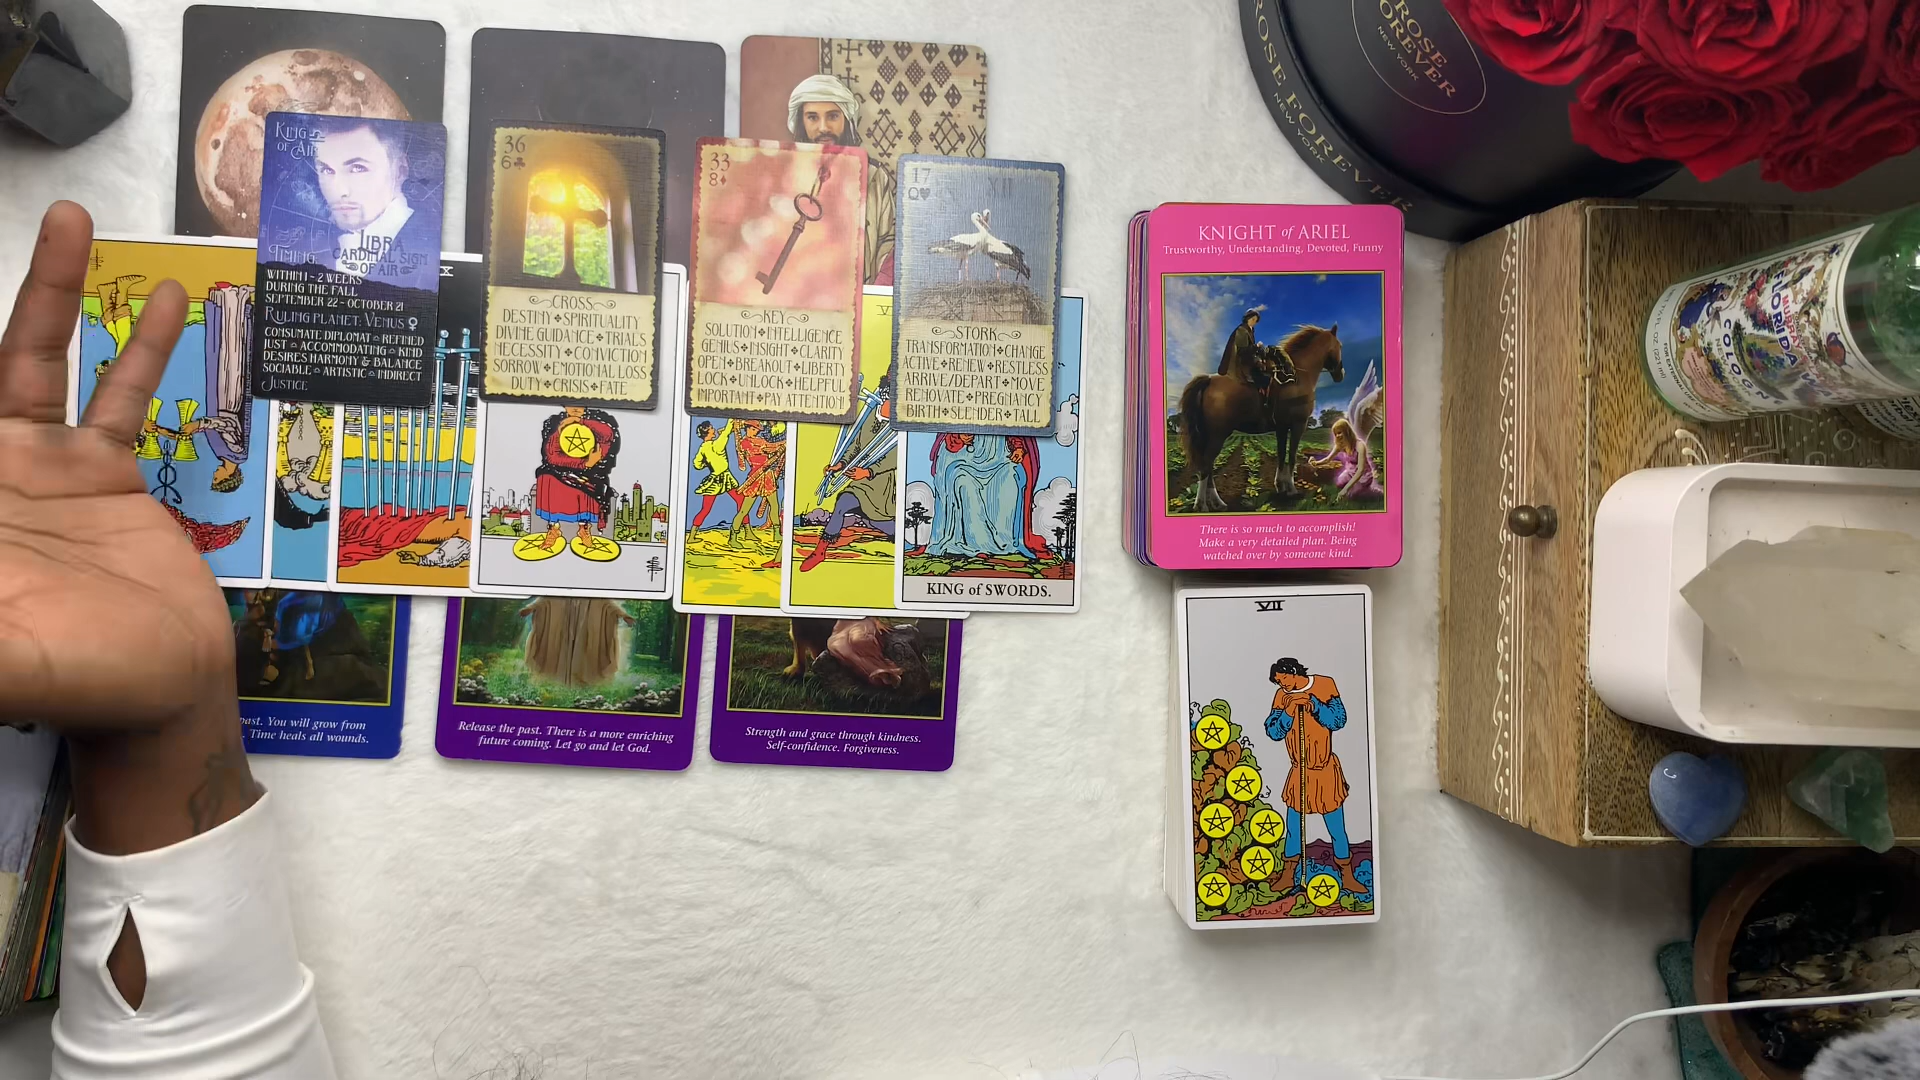 KING
OF AIR
LIBRA
CARDINAL SIGN
OF AIR
TIMING:
WITHIN 1-2 WEEKS
DURING THE FALL
SEPTEMBER 22 - OCTOBER 21
RULING PLANET: VENUS ♀
CONSUMATE DIPLOMAT REFINED
JUST ACCOMMODATING KIND
DESIRES HARMONY & BALANCE
SOCIABLE ARTISTIC INDIRECT
JUSTICE
36
6♣
CROSS
DESTINY SPIRITUALITY
DIVINE GUIDANCE TRIALS
NECESSITY CONVICTION
SORROW EMOTIONAL LOSS
DUTY CRISIS FATE
33
8♦
KEY
SOLUTION INTELLIGENCE
GENIUS INSIGHT CLARITY
OPEN BREAKOUT LIBERTY
LOCK UNLOCK HELPFUL
IMPORTANT PAY ATTENTION
17
Q♥
STORK
TRANSFORMATION CHANGE
ACTIVE RENEW RESTLESS
ARRIVE/DEPART MOVE
RENOVATE PREGNANCY
BIRTH SLENDER TALL
X
V
KING of SWORDS.
past. You will grow from
Time heals all wounds.
Release the past. There is a more enriching
future coming. Let go and let God.
Strength and grace through kindness.
Self-confidence. Forgiveness.
KNIGHT of ARIEL
Trustworthy, Understanding, Devoted, Funny
There is so much to accomplish!
Make a very detailed plan. Being
watched over by someone kind.
VII
ROSE
FOREVER
NEW YORK
ROSE FOREVER
NEW YORK
MURRAY
FLORIDA
COLOGN